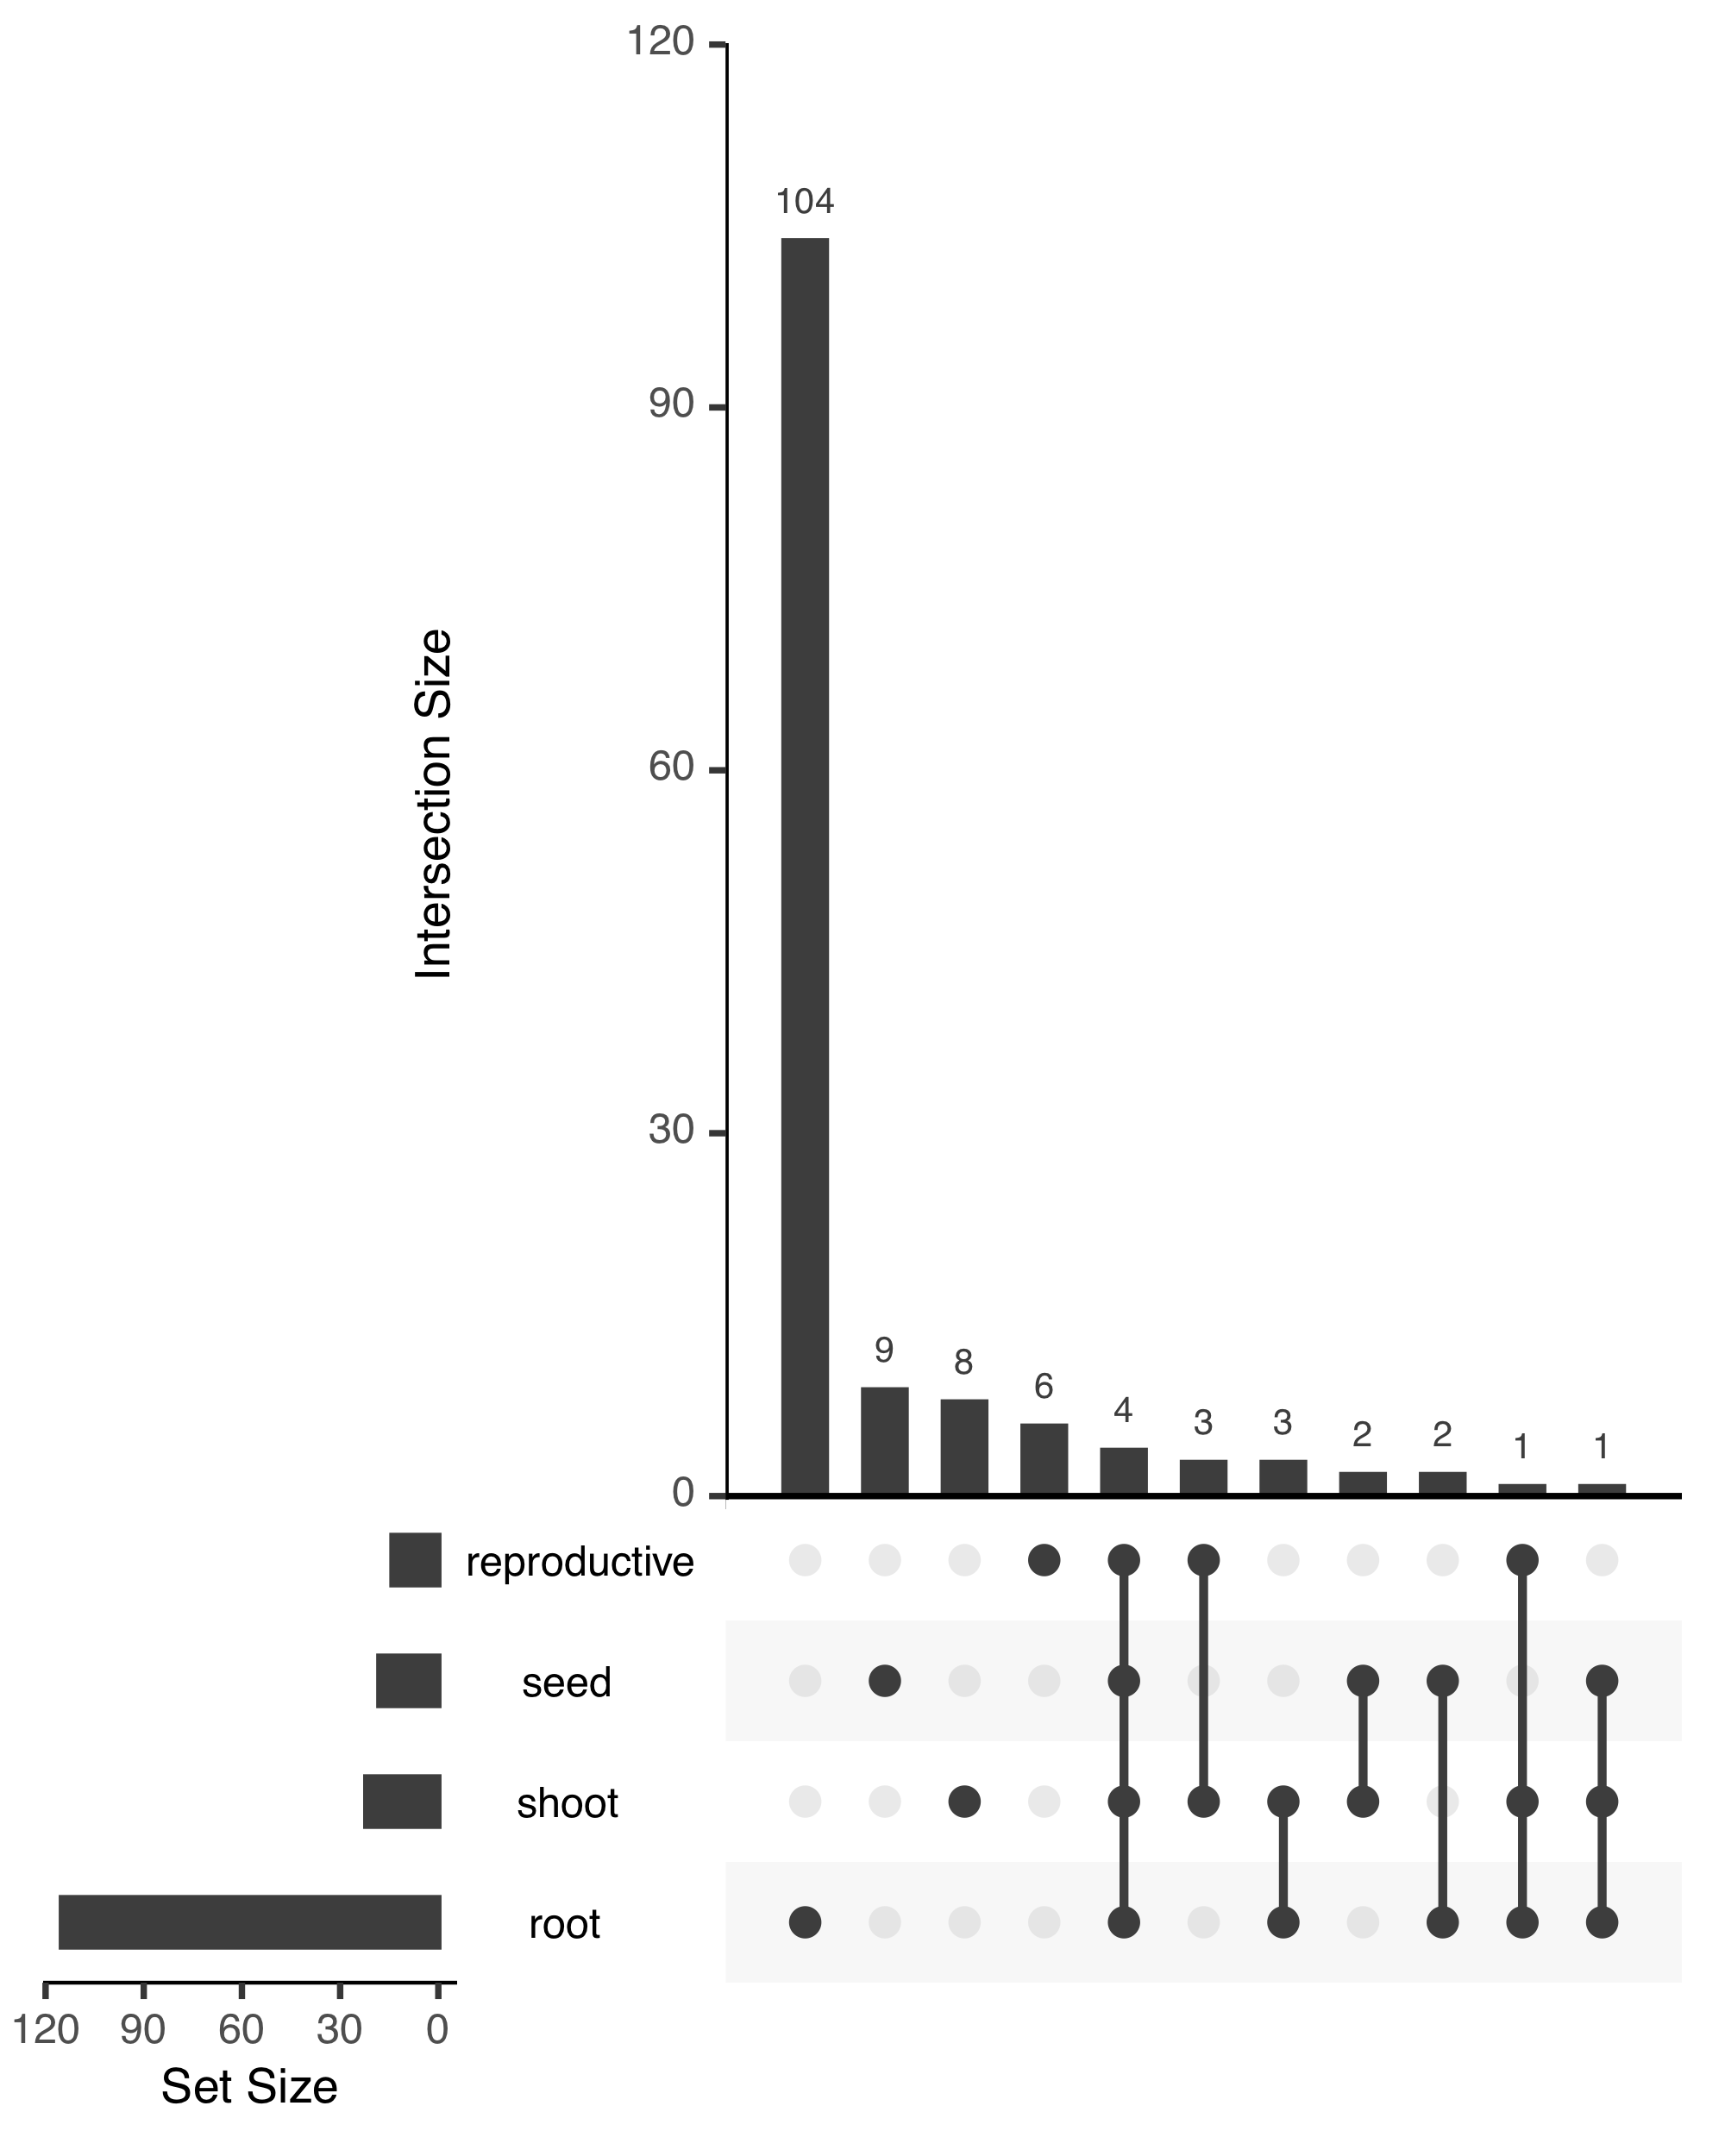 120
104
90
Intersection Size
60
30
9 8 6 4 3 3 2 2 1 1
0
reproductive
seed
shoot
root
120 90 60 30 0
Set Size